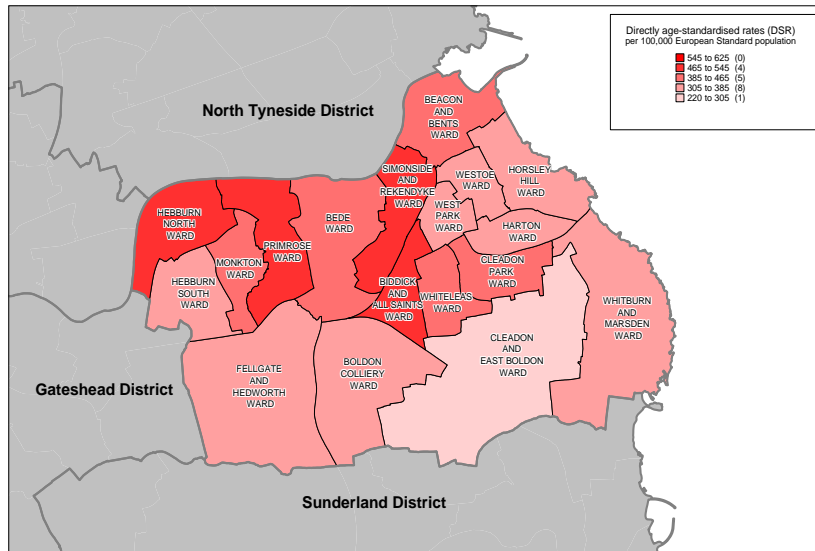 Directly age-standardised rates (DSR)
per 100,000 European Standard population
545 to 625 (0)
465 to 545 (4)
385 to 465 (5)
305 to 385 (8)
220 to 305 (1)
North Tyneside District
BEACON
AND
BENTS
WARD
SIMONSIDE
AND
REKENDYKE
WARD
WESTOE
WARD
HORSLEY
HILL
WARD
HEBBURN
NORTH
WARD
BEDE
WARD
WEST
PARK
WARD
HARTON
WARD
PRIMROSE
WARD
MONKTON
WARD
HEBBURN
SOUTH
WARD
BIDDICK
AND
ALL SAINTS
WARD
WHITELEAS
WARD
CLEADON
PARK
WARD
WHITBURN
AND
MARSDEN
WARD
CLEADON
AND
EAST BOLDON
WARD
BOLDON
COLLIERY
WARD
FELLGATE
AND
HEDWORTH
WARD
Gateshead District
Sunderland District